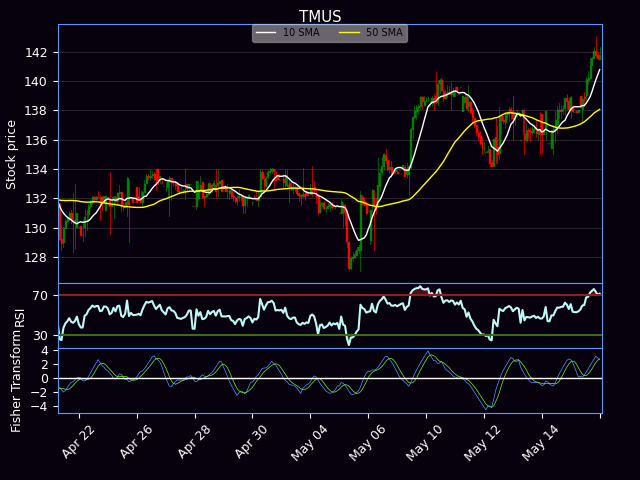 TMUS
10 SMA
50 SMA
142
140
138
136
134
132
130
128
Stock price
70
30
RSI
4
2
0
−2
−4
Fisher Transform
Apr 22
Apr 26
Apr 28
Apr 30
May 04
May 06
May 10
May 12
May 14